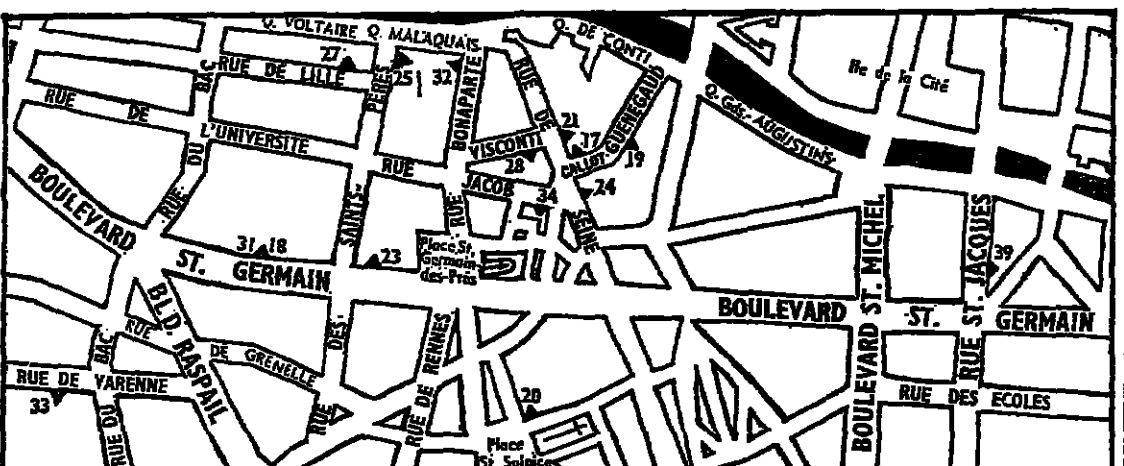 Q. VOLTAIRE Q. MALAQUAIS
Q. DE CONTI
27
RUE DE LILLE
25
32
Ile de la Cité
RUE DU BAC
RUE DES SAINTS-PERES
RUE BONAPARTE
RUE DE SEINE
Q. Gds.- AUGUSTINS
RUE DE L'UNIVERSITE
RUE JACOB
VISCONTI
28
21
17
CALLOT
GUENEGAUD
19
24
34
BOULEVARD ST. GERMAIN
31 18
23
Place St.
Germain
des-Prés
BOULEVARD ST. MICHEL
RUE ST. JACQUES
39
BOULEVARD ST. GERMAIN
BLD. RASPAIL
RUE DE GRENELLE
RUE DE RENNES
RUE DE VARENNE
33
RUE DU BAC
20
RUE DES ECOLES
Place
St. Sulpice